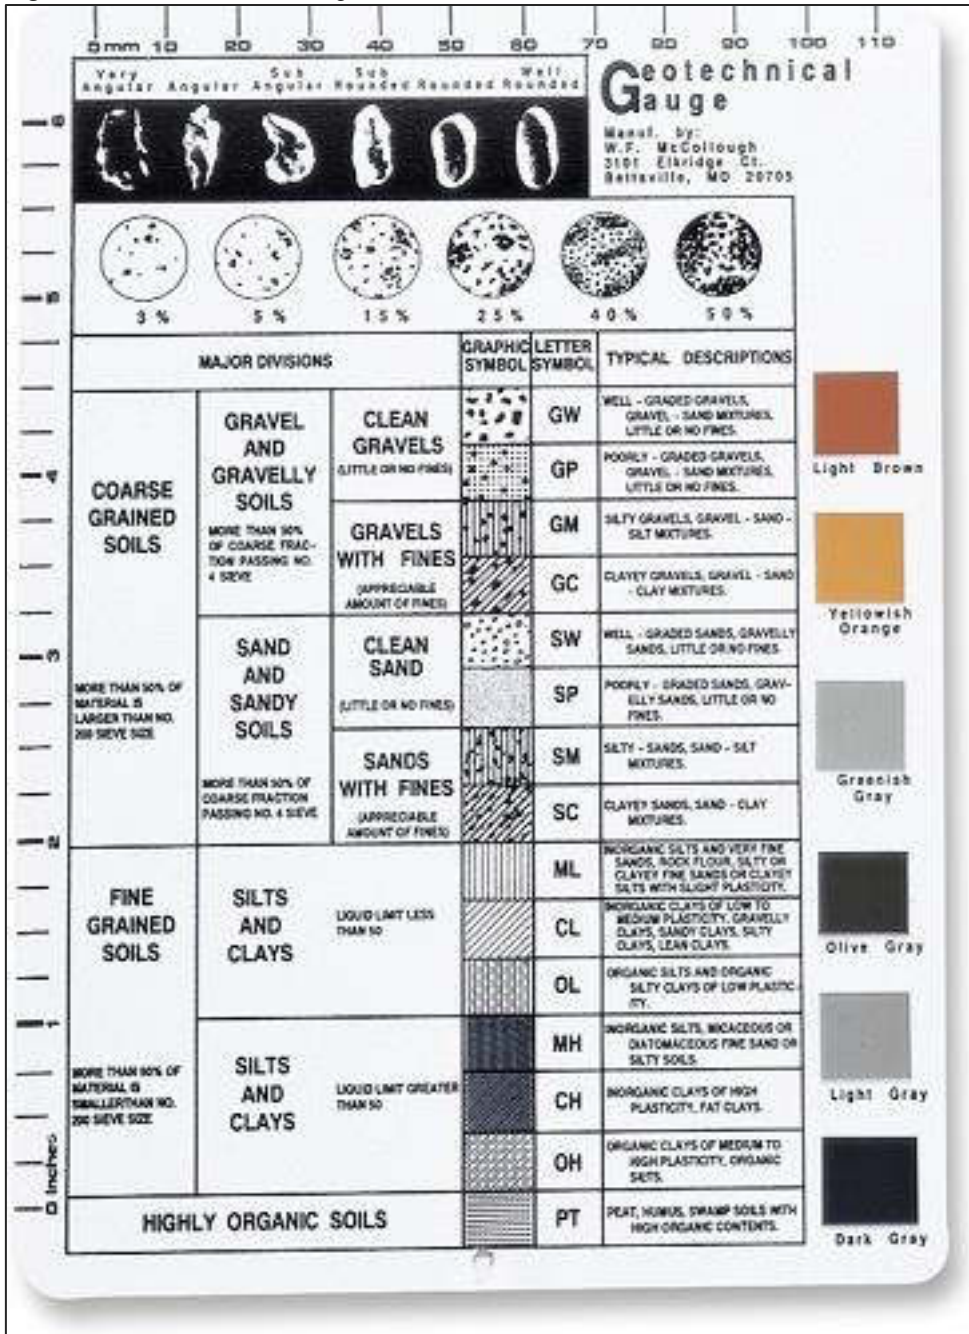 0 mm 10 20 30 40 50 60 70 80 90 100 110
Very Angular Angular Sub Angular Sub Rounded Rounded Well Rounded
Geotechnical
Gauge
Manuf. by:
W.F. McCollough
3101 Elkridge Ct.
Beltsville, MD 20705
3% 5% 15% 25% 40% 50%
MAJOR DIVISIONS
GRAPHIC SYMBOL
LETTER SYMBOL
TYPICAL DESCRIPTIONS
COARSE
GRAINED
SOILS
MORE THAN 50% OF
MATERIAL IS
LARGER THAN NO.
200 SIEVE SIZE
GRAVEL
AND
GRAVELLY
SOILS
MORE THAN 50%
OF COARSE FRAC-
TION PASSING NO.
4 SIEVE
CLEAN
GRAVELS
(LITTLE OR NO FINES)
GW
WELL - GRADED GRAVELS,
GRAVEL - SAND MIXTURES,
LITTLE OR NO FINES.
GP
POORLY - GRADED GRAVELS,
GRAVEL - SAND MIXTURES,
LITTLE OR NO FINES.
GRAVELS
WITH FINES
(APPRECIABLE
AMOUNT OF FINES)
GM
SILTY GRAVELS, GRAVEL - SAND -
SILT MIXTURES.
GC
CLAYEY GRAVELS, GRAVEL - SAND
- CLAY MIXTURES.
SAND
AND
SANDY
SOILS
MORE THAN 50% OF
COARSE FRACTION
PASSING NO. 4 SIEVE
CLEAN
SAND
(LITTLE OR NO FINES)
SW
WELL - GRADED SANDS, GRAVELLY
SANDS, LITTLE OR NO FINES
SP
POORLY - GRADED SANDS, GRAV-
ELLY SANDS, LITTLE OR NO
FINES.
SANDS
WITH FINES
(APPRECIABLE
AMOUNT OF FINES)
SM
SILTY - SANDS, SAND - SILT
MIXTURES.
SC
CLAYEY SANDS, SAND - CLAY
MIXTURES.
FINE
GRAINED
SOILS
MORE THAN 50% OF
MATERIAL IS
SMALLER THAN NO.
200 SIEVE SIZE
SILTS
AND
CLAYS
LIQUID LIMIT LESS
THAN 50
ML
INORGANIC SILTS AND VERY FINE
SANDS, ROCK FLOUR, SILTY OR
CLAYEY FINE SANDS OR CLAYEY
SILTS WITH SLIGHT PLASTICITY.
CL
INORGANIC CLAYS OF LOW TO
MEDIUM PLASTICITY, GRAVELLY
CLAYS, SANDY CLAYS, SILTY
CLAYS, LEAN CLAYS.
OL
ORGANIC SILTS AND ORGANIC
SILTY CLAYS OF LOW PLASTIC-
ITY.
SILTS
AND
CLAYS
LIQUID LIMIT GREATER
THAN 50
MH
INORGANIC SILTS, MICACEOUS OR
DIATOMACEOUS FINE SAND OR
SILTY SOILS.
CH
INORGANIC CLAYS OF HIGH
PLASTICITY, FAT CLAYS.
OH
ORGANIC CLAYS OF MEDIUM TO
HIGH PLASTICITY, ORGANIC
SILTS.
HIGHLY ORGANIC SOILS
PT
PEAT, HUMUS, SWAMP SOILS WITH
HIGH ORGANIC CONTENTS.
Light Brown
Yellowish
Orange
Greenish
Gray
Olive Gray
Light Gray
Dark Gray
6
5
4
3
2
1
0 Inches